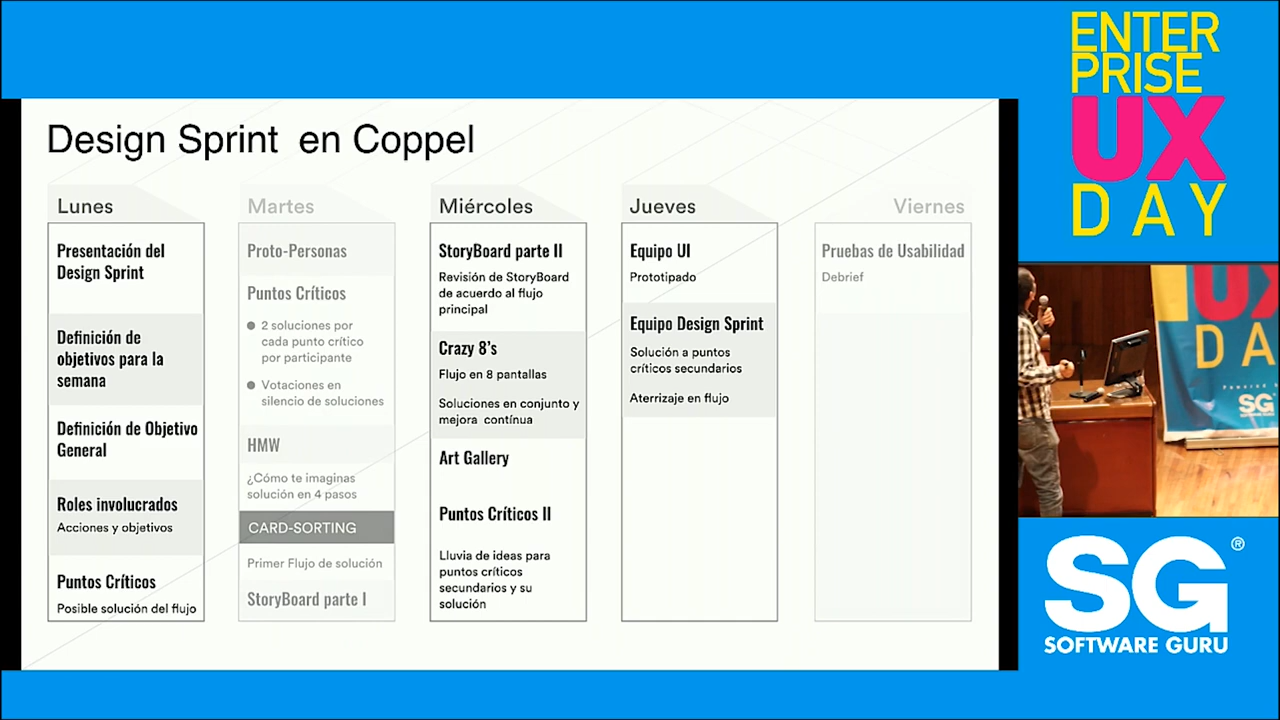 ENTER
PRISE
UX
DAY
Design Sprint en Coppel
Lunes
Presentación del
Design Sprint
Definición de
objetivos para la
semana
Definición de Objetivo
General
Roles involucrados
Acciones y objetivos
Puntos Críticos
Posible solución del flujo
Martes
Proto-Personas
Puntos Críticos
2 soluciones por
cada punto crítico
por participante
Votaciones en
silencio de soluciones
HMW
¿Cómo te imaginas
solución en 4 pasos
CARD-SORTING
Primer Flujo de solución
StoryBoard parte I
Miércoles
StoryBoard parte II
Revisión de StoryBoard
de acuerdo al flujo
principal
Crazy 8’s
Flujo en 8 pantallas
Soluciones en conjunto y
mejora contínua
Art Gallery
Puntos Críticos II
Lluvia de ideas para
puntos críticos
secundarios y su
solución
Jueves
Equipo UI
Prototipado
Equipo Design Sprint
Solución a puntos
críticos secundarios
Aterrizaje en flujo
Viernes
Pruebas de Usabilidad
Debrief
UX
DA
SG
SG®
SOFTWARE GURU